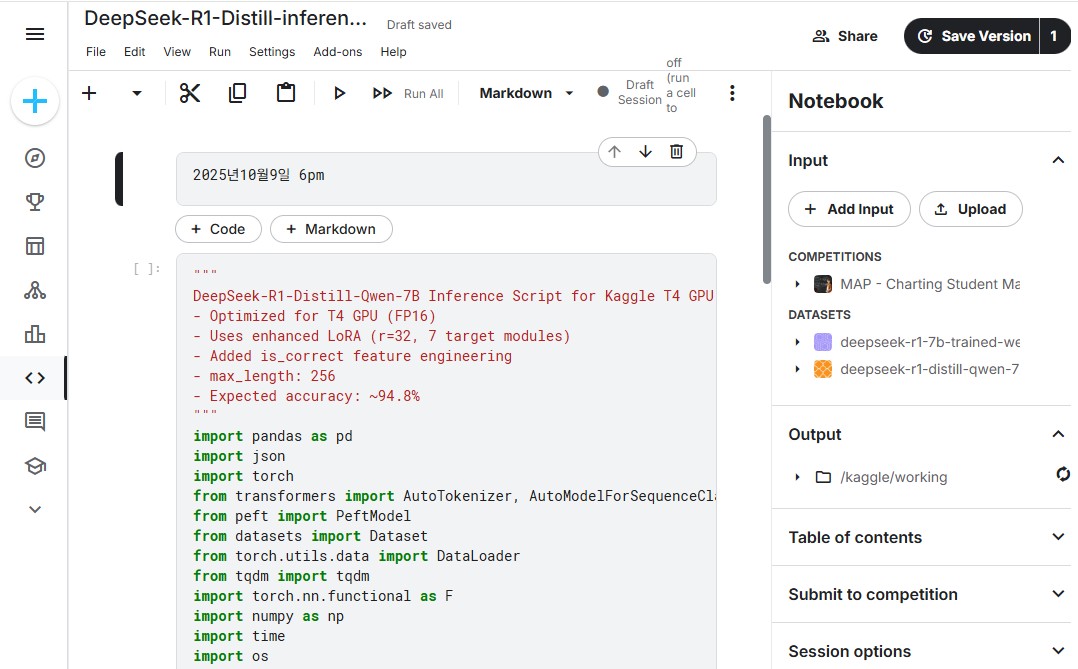 DeepSeek-R1-Distill-inferen...
Draft saved
File Edit View Run Settings Add-ons Help
Share
Save Version
1
Run All
Markdown
Draft Session
off (run a cell to
2025년10월9일 6pm
+ Code
+ Markdown
[ ]:
"""
DeepSeek-R1-Distill-Qwen-7B Inference Script for Kaggle T4 GPU
- Optimized for T4 GPU (FP16)
- Uses enhanced LoRA (r=32, 7 target modules)
- Added is_correct feature engineering
- max_length: 256
- Expected accuracy: ~94.8%
"""
import pandas as pd
import json
import torch
from transformers import AutoTokenizer, AutoModelForSequenceCla
from peft import PeftModel
from datasets import Dataset
from torch.utils.data import DataLoader
from tqdm import tqdm
import torch.nn.functional as F
import numpy as np
import time
import os
Notebook
Input
+ Add Input
Upload
COMPETITIONS
MAP - Charting Student Ma
DATASETS
deepseek-r1-7b-trained-we
deepseek-r1-distill-qwen-7
Output
/kaggle/working
Table of contents
Submit to competition
Session options